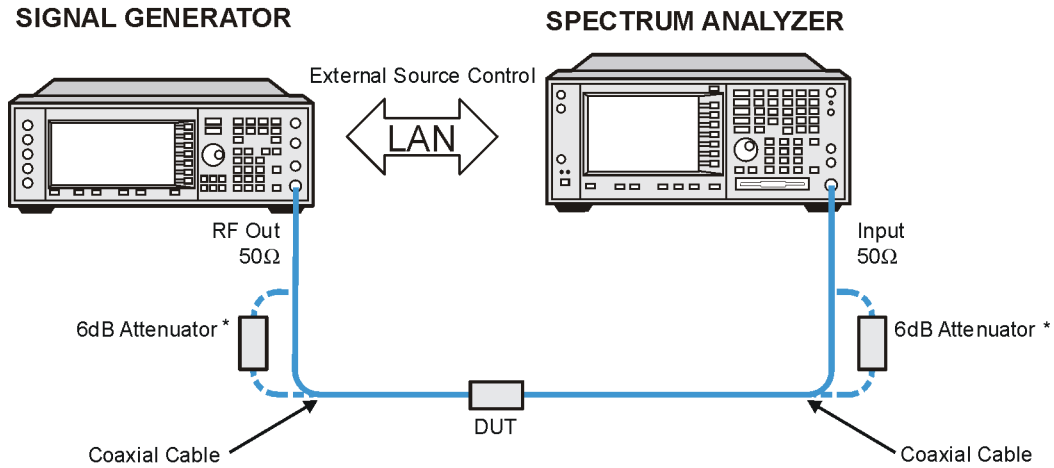 SIGNAL GENERATOR
SPECTRUM ANALYZER
External Source Control
LAN
RF Out
50Ω
Input
50Ω
6dB Attenuator *
6dB Attenuator *
DUT
Coaxial Cable
Coaxial Cable